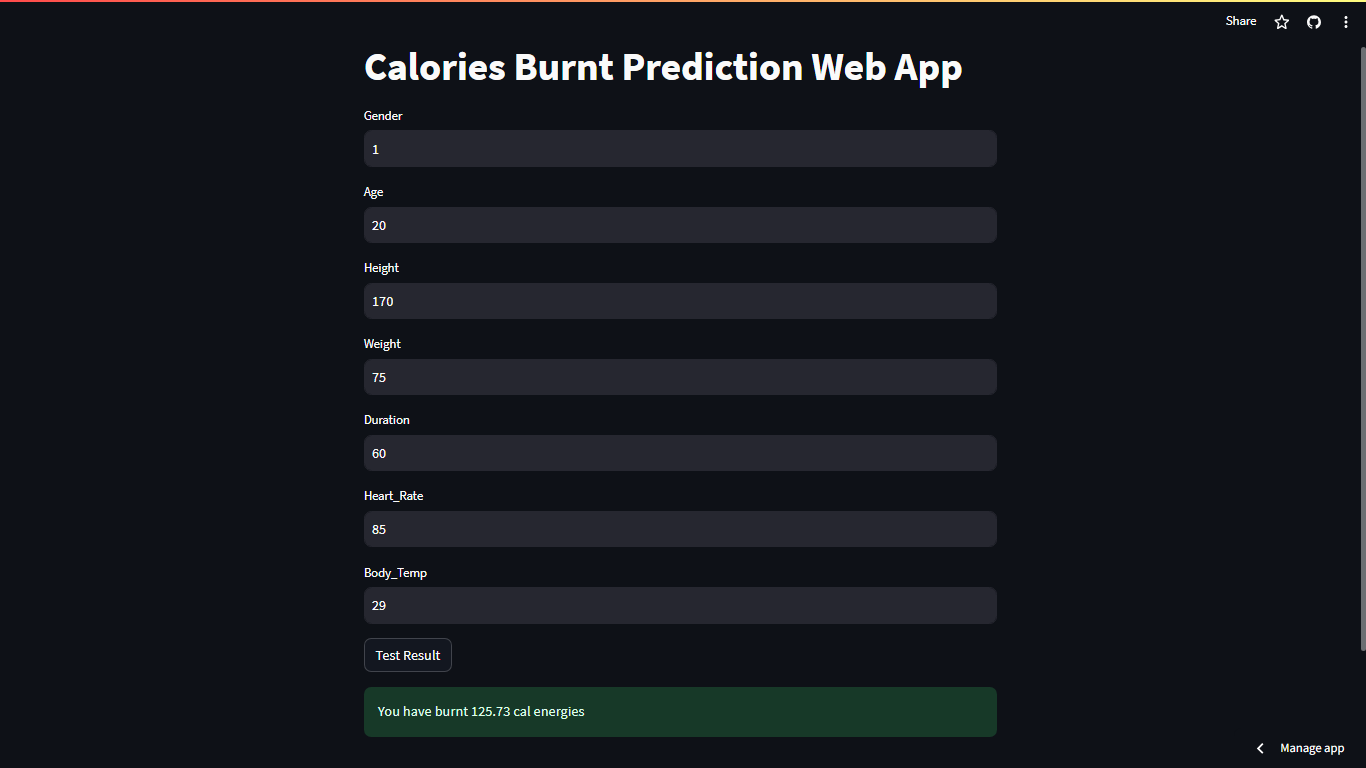 Share
Calories Burnt Prediction Web App
Gender
1
Age
20
Height
170
Weight
75
Duration
60
Heart_Rate
85
Body_Temp
29
Test Result
You have burnt 125.73 cal energies
Manage app